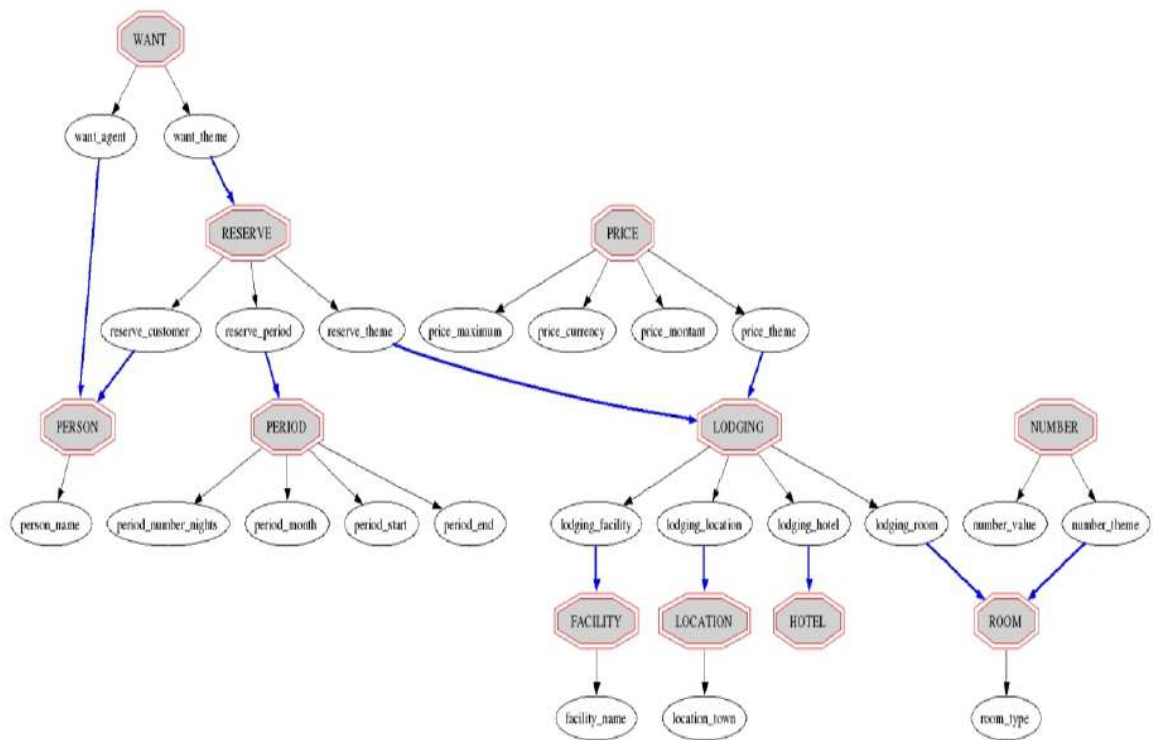 WANT
want_agent
want_theme
RESERVE
PRICE
reserve_customer
reserve_period
reserve_theme
price_maximum
price_currency
price_montant
price_theme
PERSON
PERIOD
LODGING
NUMBER
person_name
period_number_nights
period_month
period_start
period_end
lodging_facility
lodging_location
lodging_hotel
lodging_room
number_value
number_theme
FACILITY
LOCATION
HOTEL
ROOM
facility_name
location_town
room_type